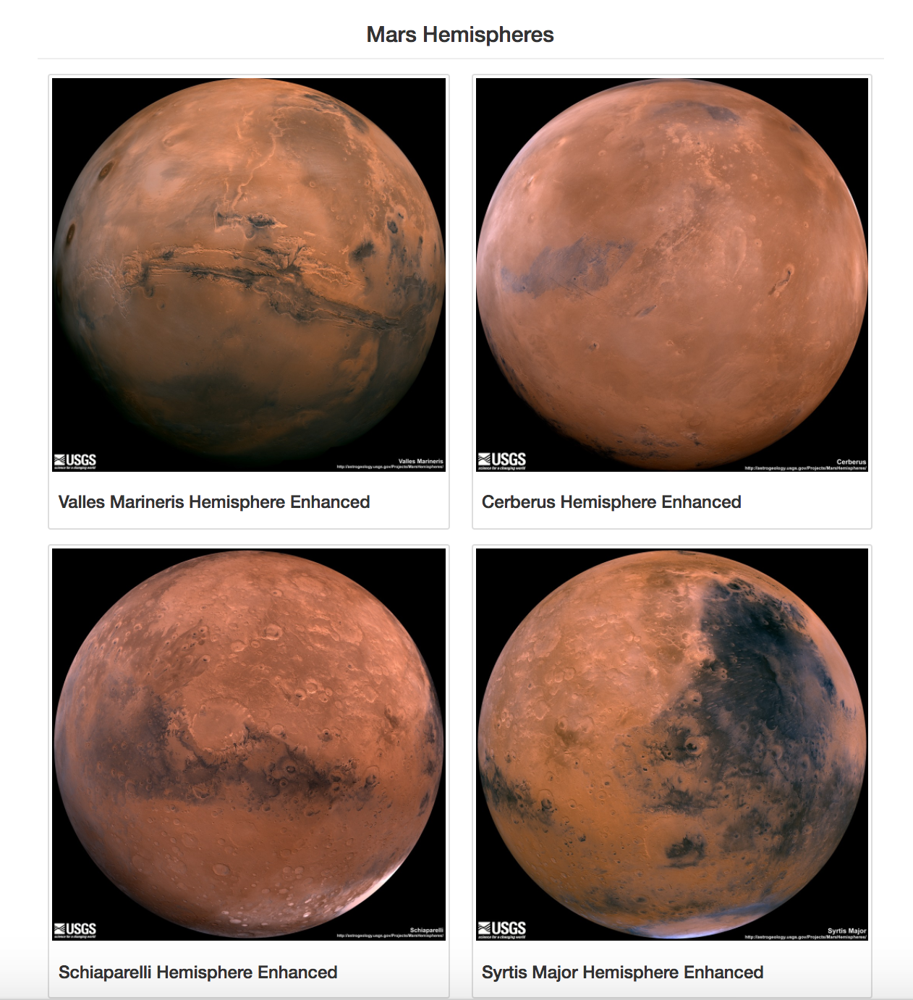 Mars Hemispheres
USGS
science for a changing world
Valles Marineris
http://astrogeology.usgs.gov/Projects/MarsHemispheres/
Valles Marineris Hemisphere Enhanced
USGS
science for a changing world
Cerberus
http://astrogeology.usgs.gov/Projects/MarsHemispheres/
Cerberus Hemisphere Enhanced
USGS
science for a changing world
Schiaparelli
http://astrogeology.usgs.gov/Projects/MarsHemispheres/
Schiaparelli Hemisphere Enhanced
USGS
science for a changing world
Syrtis Major
http://astrogeology.usgs.gov/Projects/MarsHemispheres/
Syrtis Major Hemisphere Enhanced